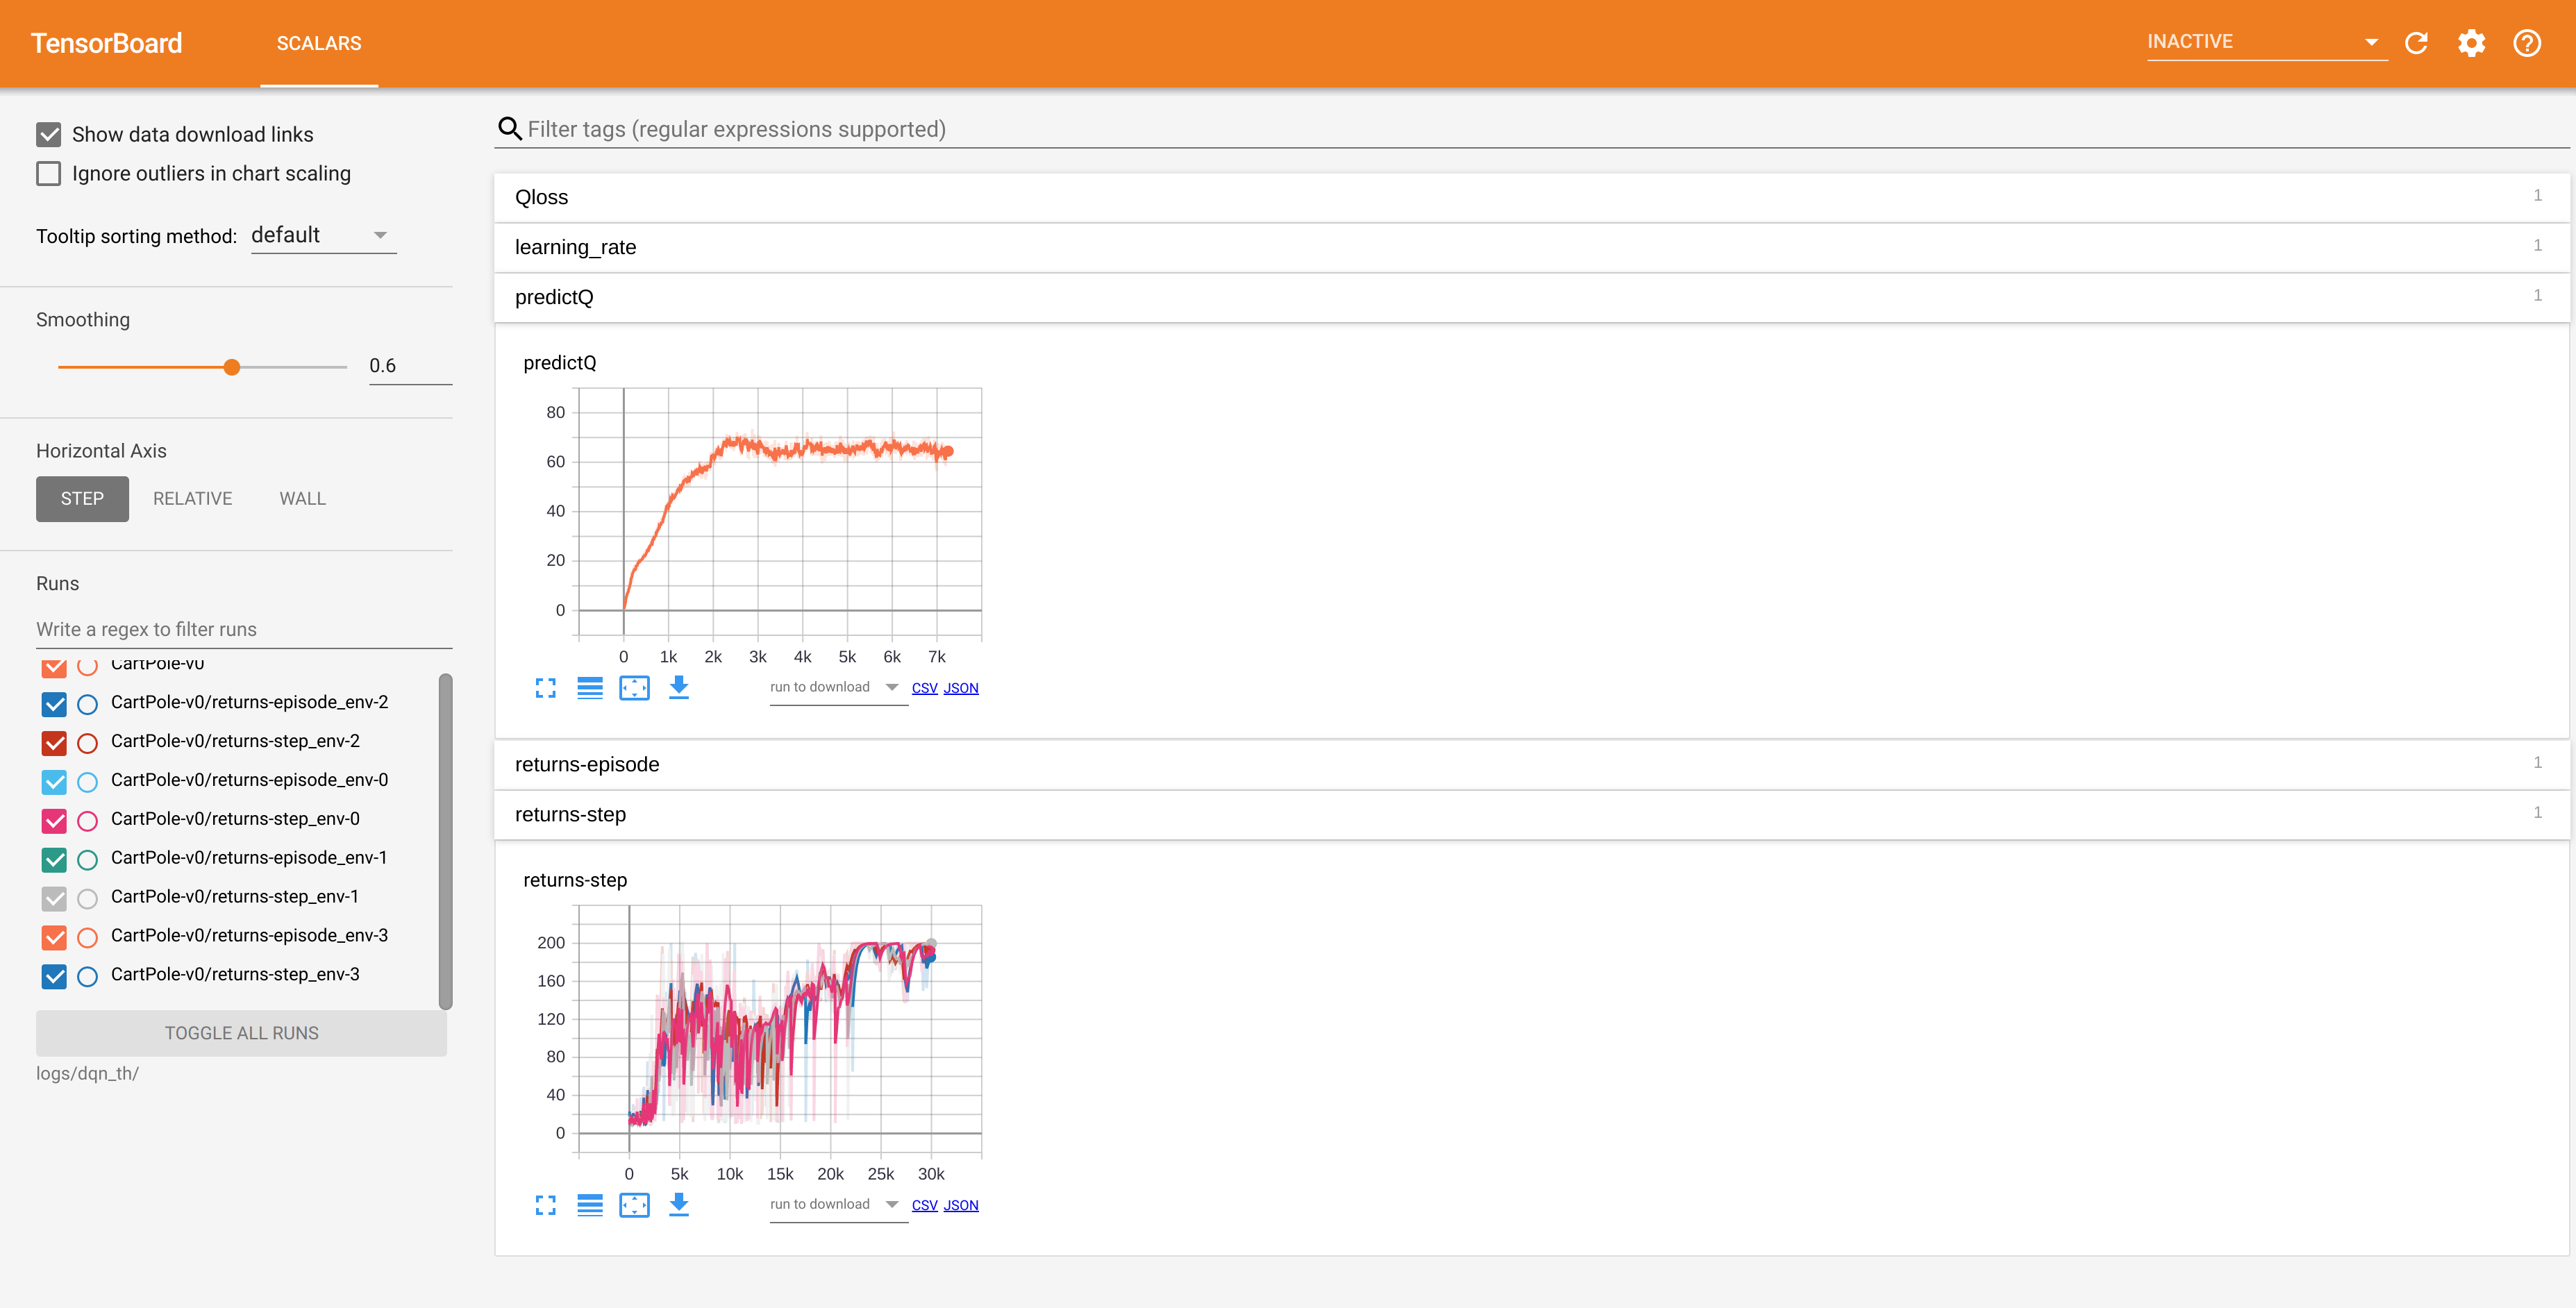 TensorBoard
SCALARS
INACTIVE
Show data download links
Ignore outliers in chart scaling
Tooltip sorting method: default
Smoothing
0.6
Horizontal Axis
STEP RELATIVE WALL
Runs
Write a regex to filter runs
CartPole-v0
CartPole-v0/returns-episode_env-2
CartPole-v0/returns-step_env-2
CartPole-v0/returns-episode_env-0
CartPole-v0/returns-step_env-0
CartPole-v0/returns-episode_env-1
CartPole-v0/returns-step_env-1
CartPole-v0/returns-episode_env-3
CartPole-v0/returns-step_env-3
TOGGLE ALL RUNS
logs/dqn_th/
Filter tags (regular expressions supported)
Qloss 1
learning_rate 1
predictQ 1
predictQ
80
60
40
20
0
0 1k 2k 3k 4k 5k 6k 7k
run to download CSV JSON
returns-episode 1
returns-step 1
returns-step
200
160
120
80
40
0
0 5k 10k 15k 20k 25k 30k
run to download CSV JSON